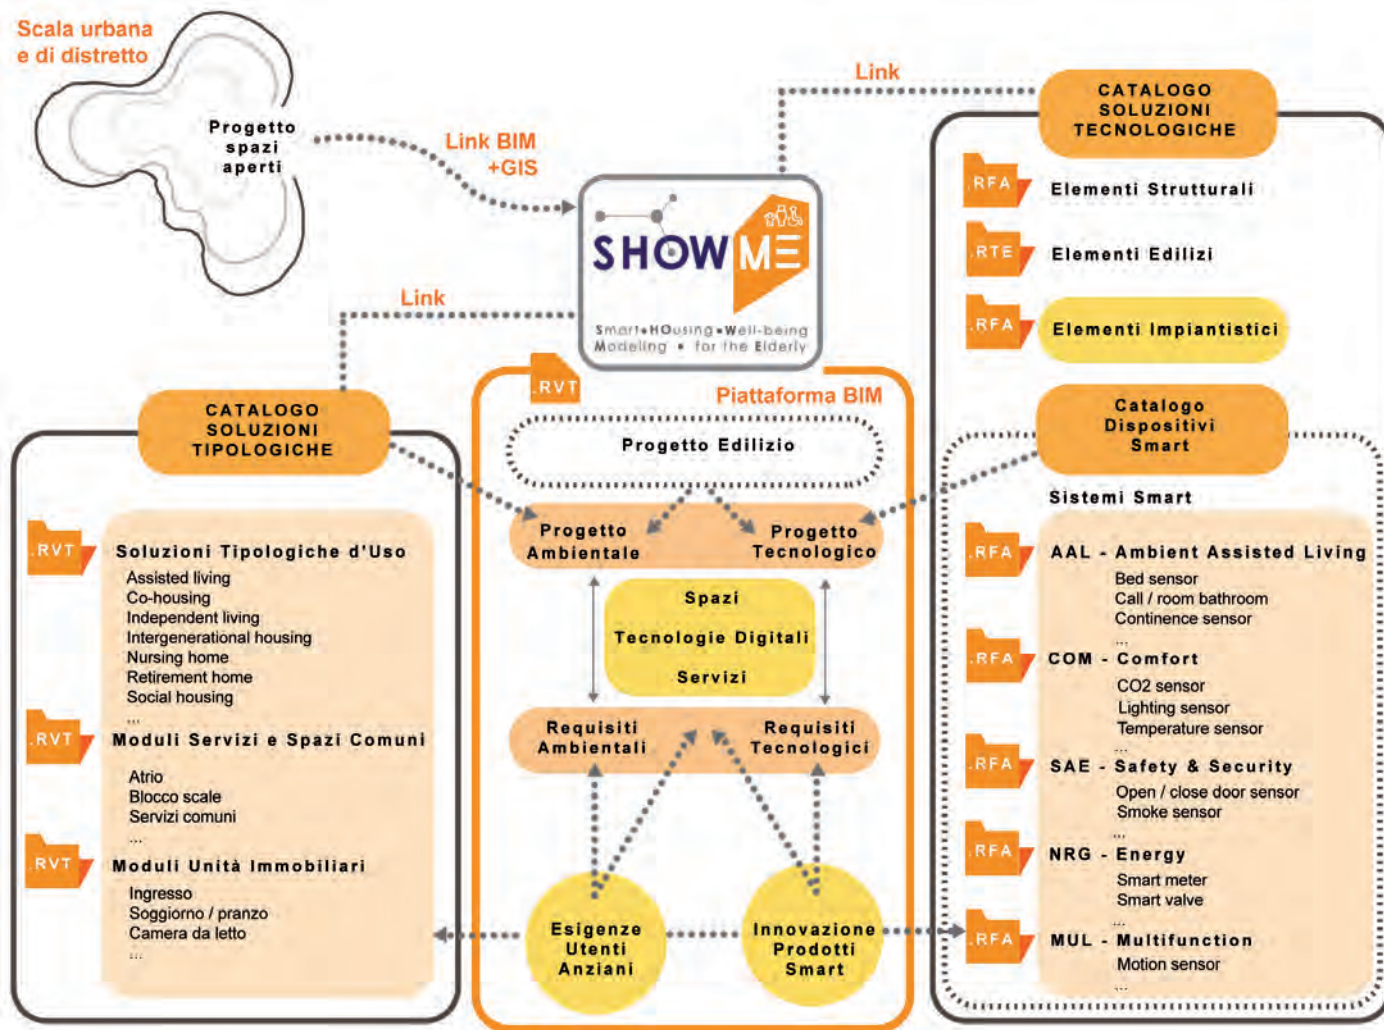 Scala urbana
e di distretto
Progetto
spazi
aperti
Link BIM
+GIS
Link
Link
SHOWME
Smart•HOusing•Well-being
Modeling • for the Elderly
CATALOGO
SOLUZIONI
TIPOLOGICHE
.RVT
Soluzioni Tipologiche d'Uso
Assisted living
Co-housing
Independent living
Intergenerational housing
Nursing home
Retirement home
Social housing
...
.RVT
Moduli Servizi e Spazi Comuni
Atrio
Blocco scale
Servizi comuni
...
.RVT
Moduli Unità Immobiliari
Ingresso
Soggiorno / pranzo
Camera da letto
...
.RVT
Piattaforma BIM
Progetto Edilizio
Progetto
Ambientale
Progetto
Tecnologico
Spazi
Tecnologie Digitali
Servizi
Requisiti
Ambientali
Requisiti
Tecnologici
Esigenze
Utenti
Anziani
Innovazione
Prodotti
Smart
CATALOGO
SOLUZIONI
TECNOLOGICHE
.RFA
Elementi Strutturali
.RTE
Elementi Edilizi
.RFA
Elementi Impiantistici
Catalogo
Dispositivi
Smart
Sistemi Smart
.RFA
AAL - Ambient Assisted Living
Bed sensor
Call / room bathroom
Continence sensor
...
.RFA
COM - Comfort
CO2 sensor
Lighting sensor
Temperature sensor
...
.RFA
SAE - Safety & Security
Open / close door sensor
Smoke sensor
...
.RFA
NRG - Energy
Smart meter
Smart valve
...
.RFA
MUL - Multifunction
Motion sensor
...